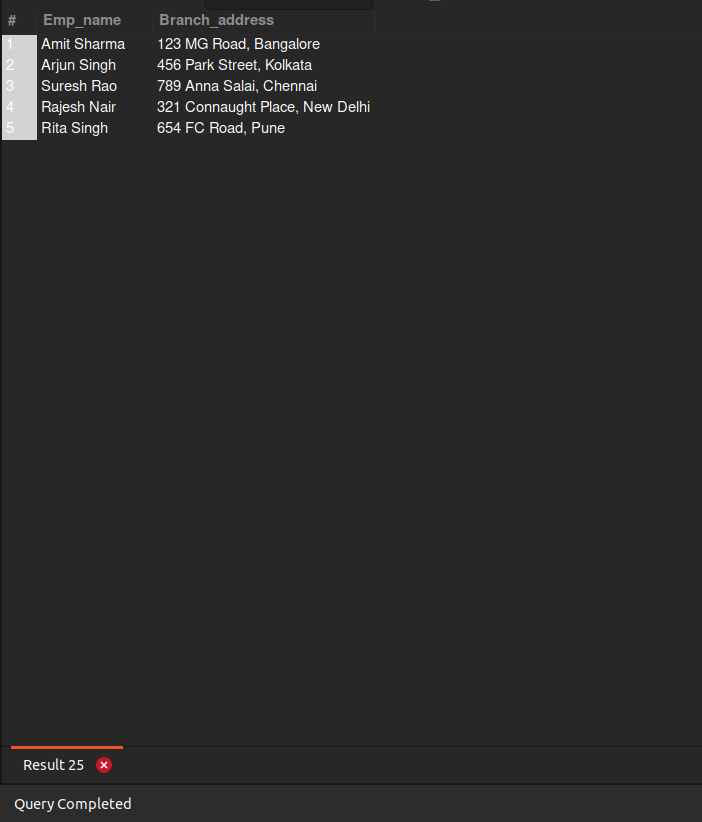 # Emp_name Branch_address
1 Amit Sharma 123 MG Road, Bangalore
2 Arjun Singh 456 Park Street, Kolkata
3 Suresh Rao 789 Anna Salai, Chennai
4 Rajesh Nair 321 Connaught Place, New Delhi
5 Rita Singh 654 FC Road, Pune
Result 25
Query Completed